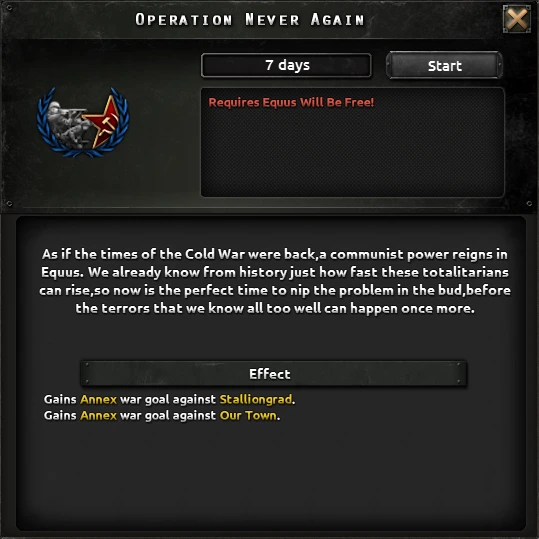 Operation Never Again
7 days
Start
Requires Equus Will Be Free!
As if the times of the Cold War were back,a communist power reigns in
Equus. We already know from history just how fast these totalitarians
can rise,so now is the perfect time to nip the problem in the bud,before
the terrors that we know all too well can happen once more.
Effect
Gains Annex war goal against Stalliongrad.
Gains Annex war goal against Our Town.